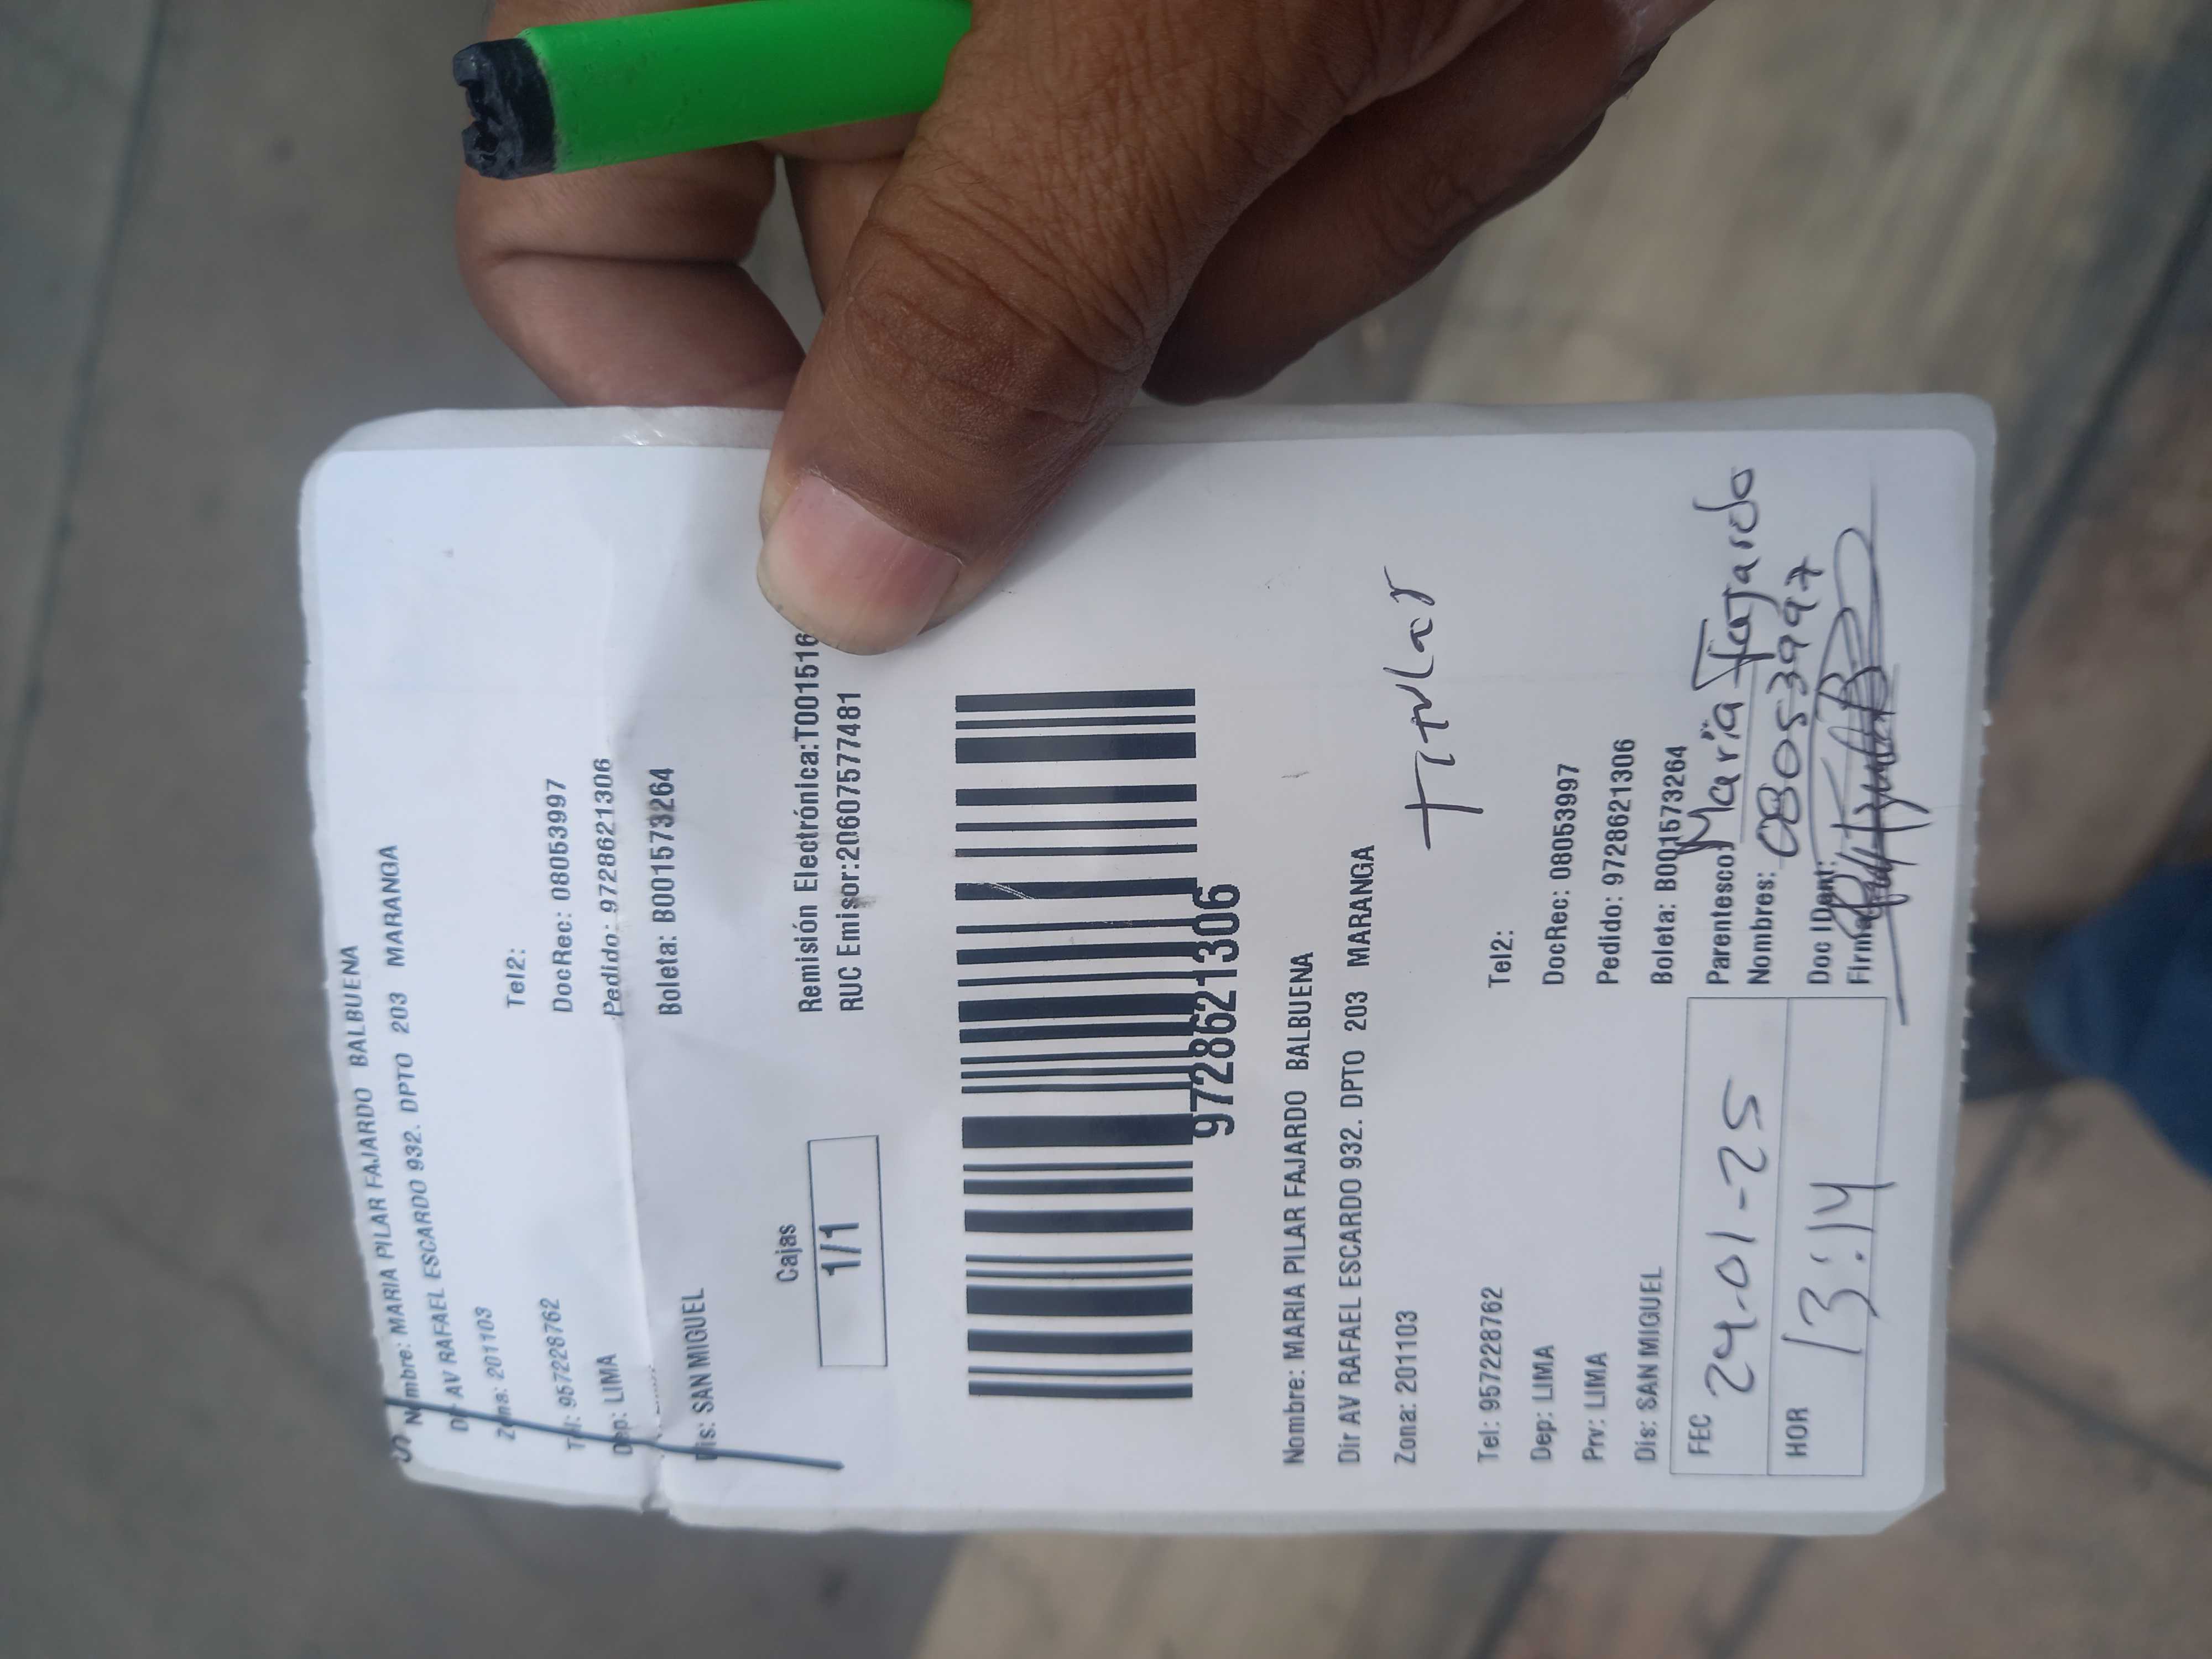 Nombre: MARIA PILAR FAJARDO BALBUENA
Dir AV RAFAEL ESCARDO 932. DPTO 203 MARANGA
Zona: 201103
Tel: 957228762 Tel2:
Dep: LIMA DocRec: 08053997
Pedido: 9728621306
Dis: SAN MIGUEL Boleta: B001573264
Cajas
1/1
Remisión Electrónica:T001516
RUC Emisor:20607577481
9728621306
Nombre: MARIA PILAR FAJARDO BALBUENA
Dir AV RAFAEL ESCARDO 932. DPTO 203 MARANGA
Zona: 201103
Titular
Tel: 957228762 Tel2:
Dep: LIMA DocRec: 08053997
Prv: LIMA Pedido: 9728621306
Dis: SAN MIGUEL Boleta: B001573264
FEC 24-01-25 Parentesco: Maria Fajardo
Nombres: 08053997
HOR 13:14 Doc IDent:
Firma